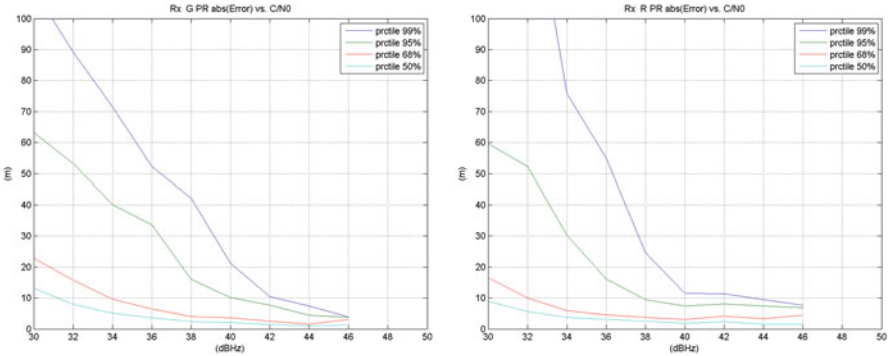 Rx G PR abs(Error) vs. C/N0
prctile 99%
prctile 95%
prctile 68%
prctile 50%
(m)
100
90
80
70
60
50
40
30
20
10
0
30 32 34 36 38 40 42 44 46 48 50
(dBHz)
Rx R PR abs(Error) vs. C/N0
prctile 99%
prctile 95%
prctile 68%
prctile 50%
(m)
100
90
80
70
60
50
40
30
20
10
0
30 32 34 36 38 40 42 44 46 48 50
(dBHz)